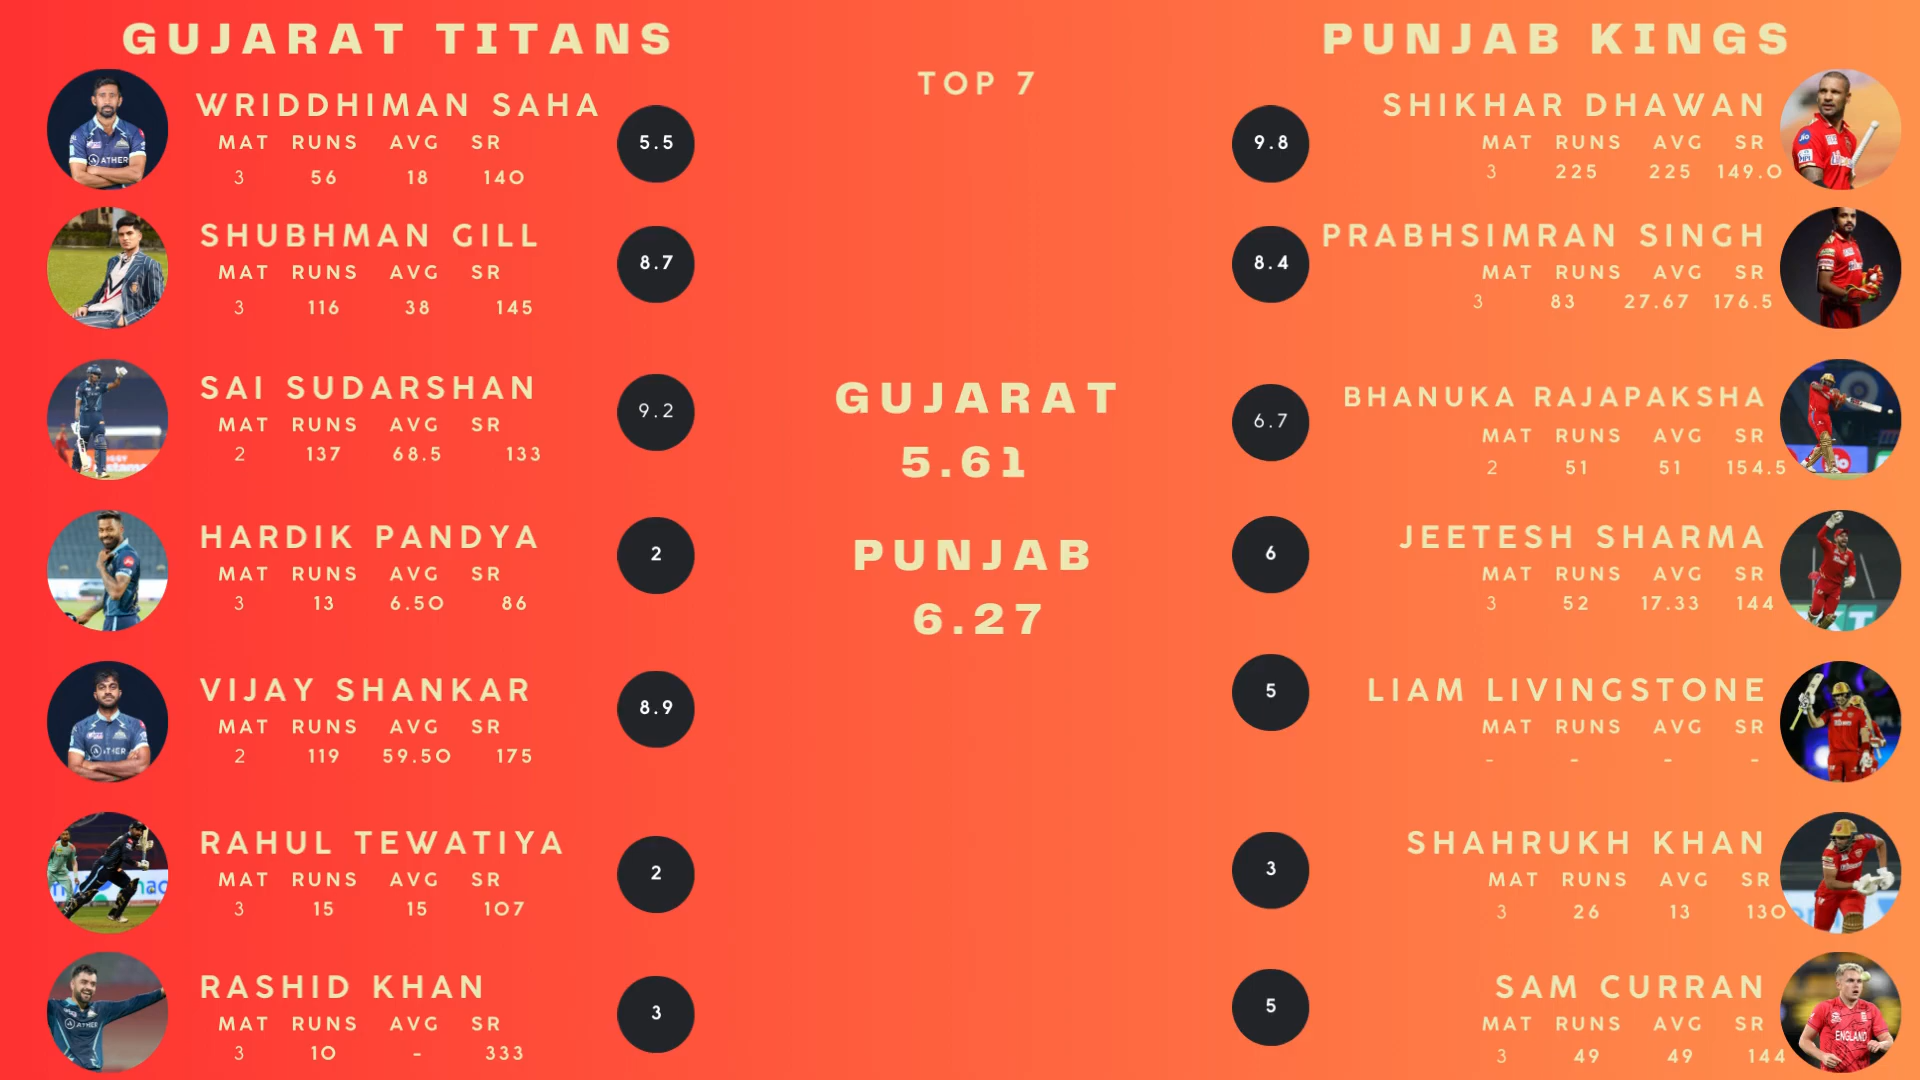 GUJARAT TITANS
WRIDDHIMAN SAHA
MAT RUNS AVG SR
3 56 18 140
5.5
SHUBHMAN GILL
MAT RUNS AVG SR
3 116 38 145
8.7
SAI SUDARSHAN
MAT RUNS AVG SR
2 137 68.5 133
9.2
HARDIK PANDYA
MAT RUNS AVG SR
3 13 6.50 86
2
VIJAY SHANKAR
MAT RUNS AVG SR
2 119 59.50 175
8.9
RAHUL TEWATIYA
MAT RUNS AVG SR
3 15 15 107
2
RASHID KHAN
MAT RUNS AVG SR
3 10 - 333
3
TOP 7
GUJARAT
5.61
PUNJAB
6.27
PUNJAB KINGS
SHIKHAR DHAWAN
MAT RUNS AVG SR
3 225 225 149.0
9.8
PRABHSIMRAN SINGH
MAT RUNS AVG SR
3 83 27.67 176.5
8.4
BHANUKA RAJAPAKSHA
MAT RUNS AVG SR
2 51 51 154.5
6.7
JEETESH SHARMA
MAT RUNS AVG SR
3 52 17.33 144
6
LIAM LIVINGSTONE
MAT RUNS AVG SR
- - - -
5
SHAHRUKH KHAN
MAT RUNS AVG SR
3 26 13 130
3
SAM CURRAN
MAT RUNS AVG SR
3 49 49 144
5
ATHER
ATHER
ATHER
ENGLAND